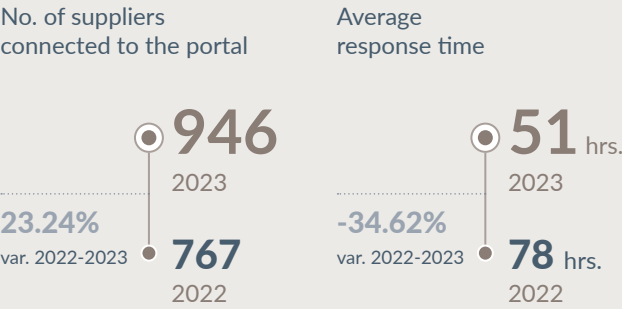 No. of suppliers
connected to the portal
946
2023
23.24%
var. 2022-2023
767
2022
Average
response time
51 hrs.
2023
-34.62%
var. 2022-2023
78 hrs.
2022